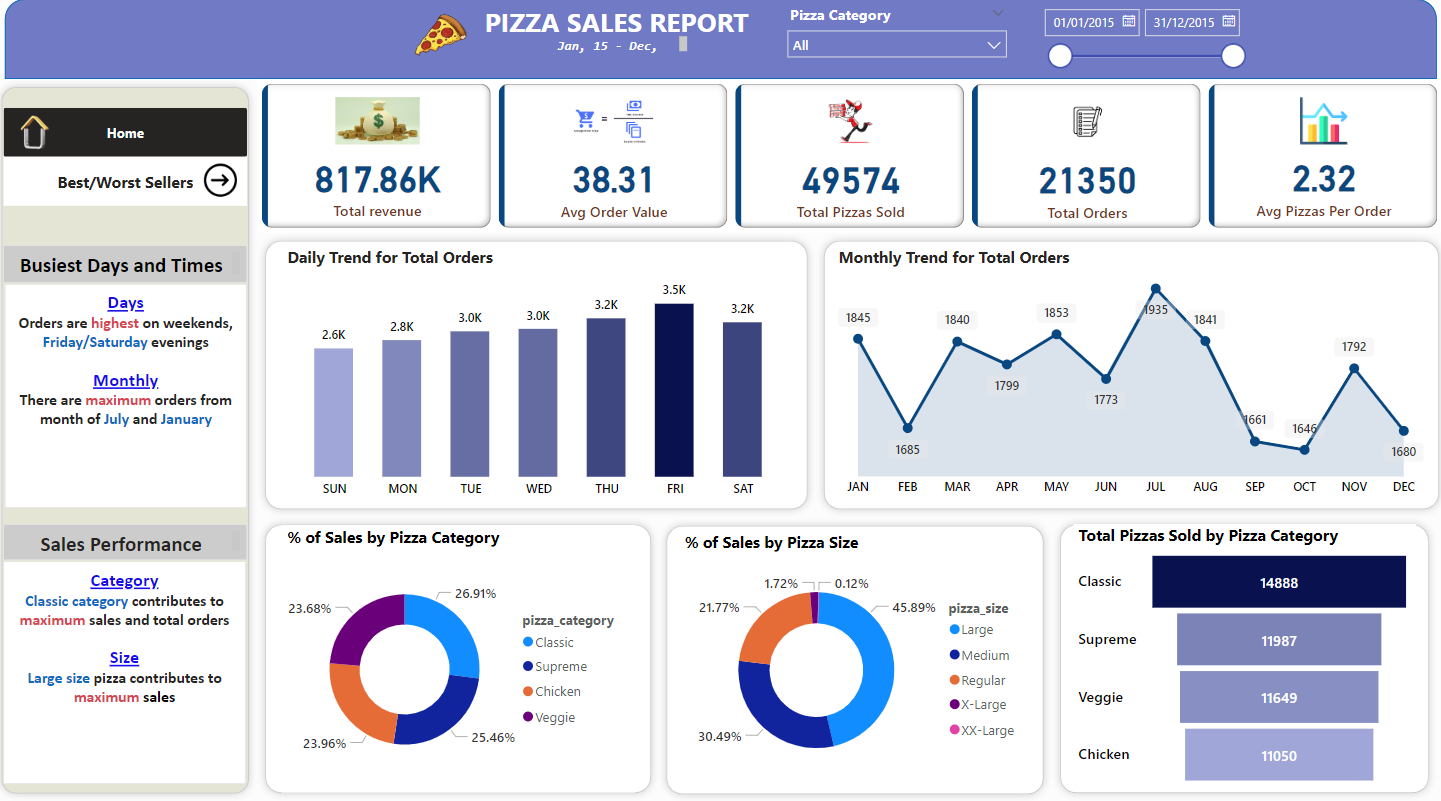 PIZZA SALES REPORT
Jan, 15 - Dec,
Pizza Category
All
01/01/2015
31/12/2015
Home
Best/Worst Sellers
817.86K
Total revenue
38.31
Avg Order Value
49574
Total Pizzas Sold
21350
Total Orders
2.32
Avg Pizzas Per Order
Busiest Days and Times
Days
Orders are highest on weekends,
Friday/Saturday evenings
Monthly
There are maximum orders from
month of July and January
Sales Performance
Category
Classic category contributes to
maximum sales and total orders
Size
Large size pizza contributes to
maximum sales
Daily Trend for Total Orders
2.6K
2.8K
3.0K
3.0K
3.2K
3.5K
3.2K
SUN
MON
TUE
WED
THU
FRI
SAT
Monthly Trend for Total Orders
1845
1685
1840
1799
1853
1773
1935
1841
1661
1646
1792
1680
JAN
FEB
MAR
APR
MAY
JUN
JUL
AUG
SEP
OCT
NOV
DEC
% of Sales by Pizza Category
26.91%
25.46%
23.96%
23.68%
pizza_category
Classic
Supreme
Chicken
Veggie
% of Sales by Pizza Size
1.72%
0.12%
21.77%
45.89%
30.49%
pizza_size
Large
Medium
Regular
X-Large
XX-Large
Total Pizzas Sold by Pizza Category
Classic
14888
Supreme
11987
Veggie
11649
Chicken
11050